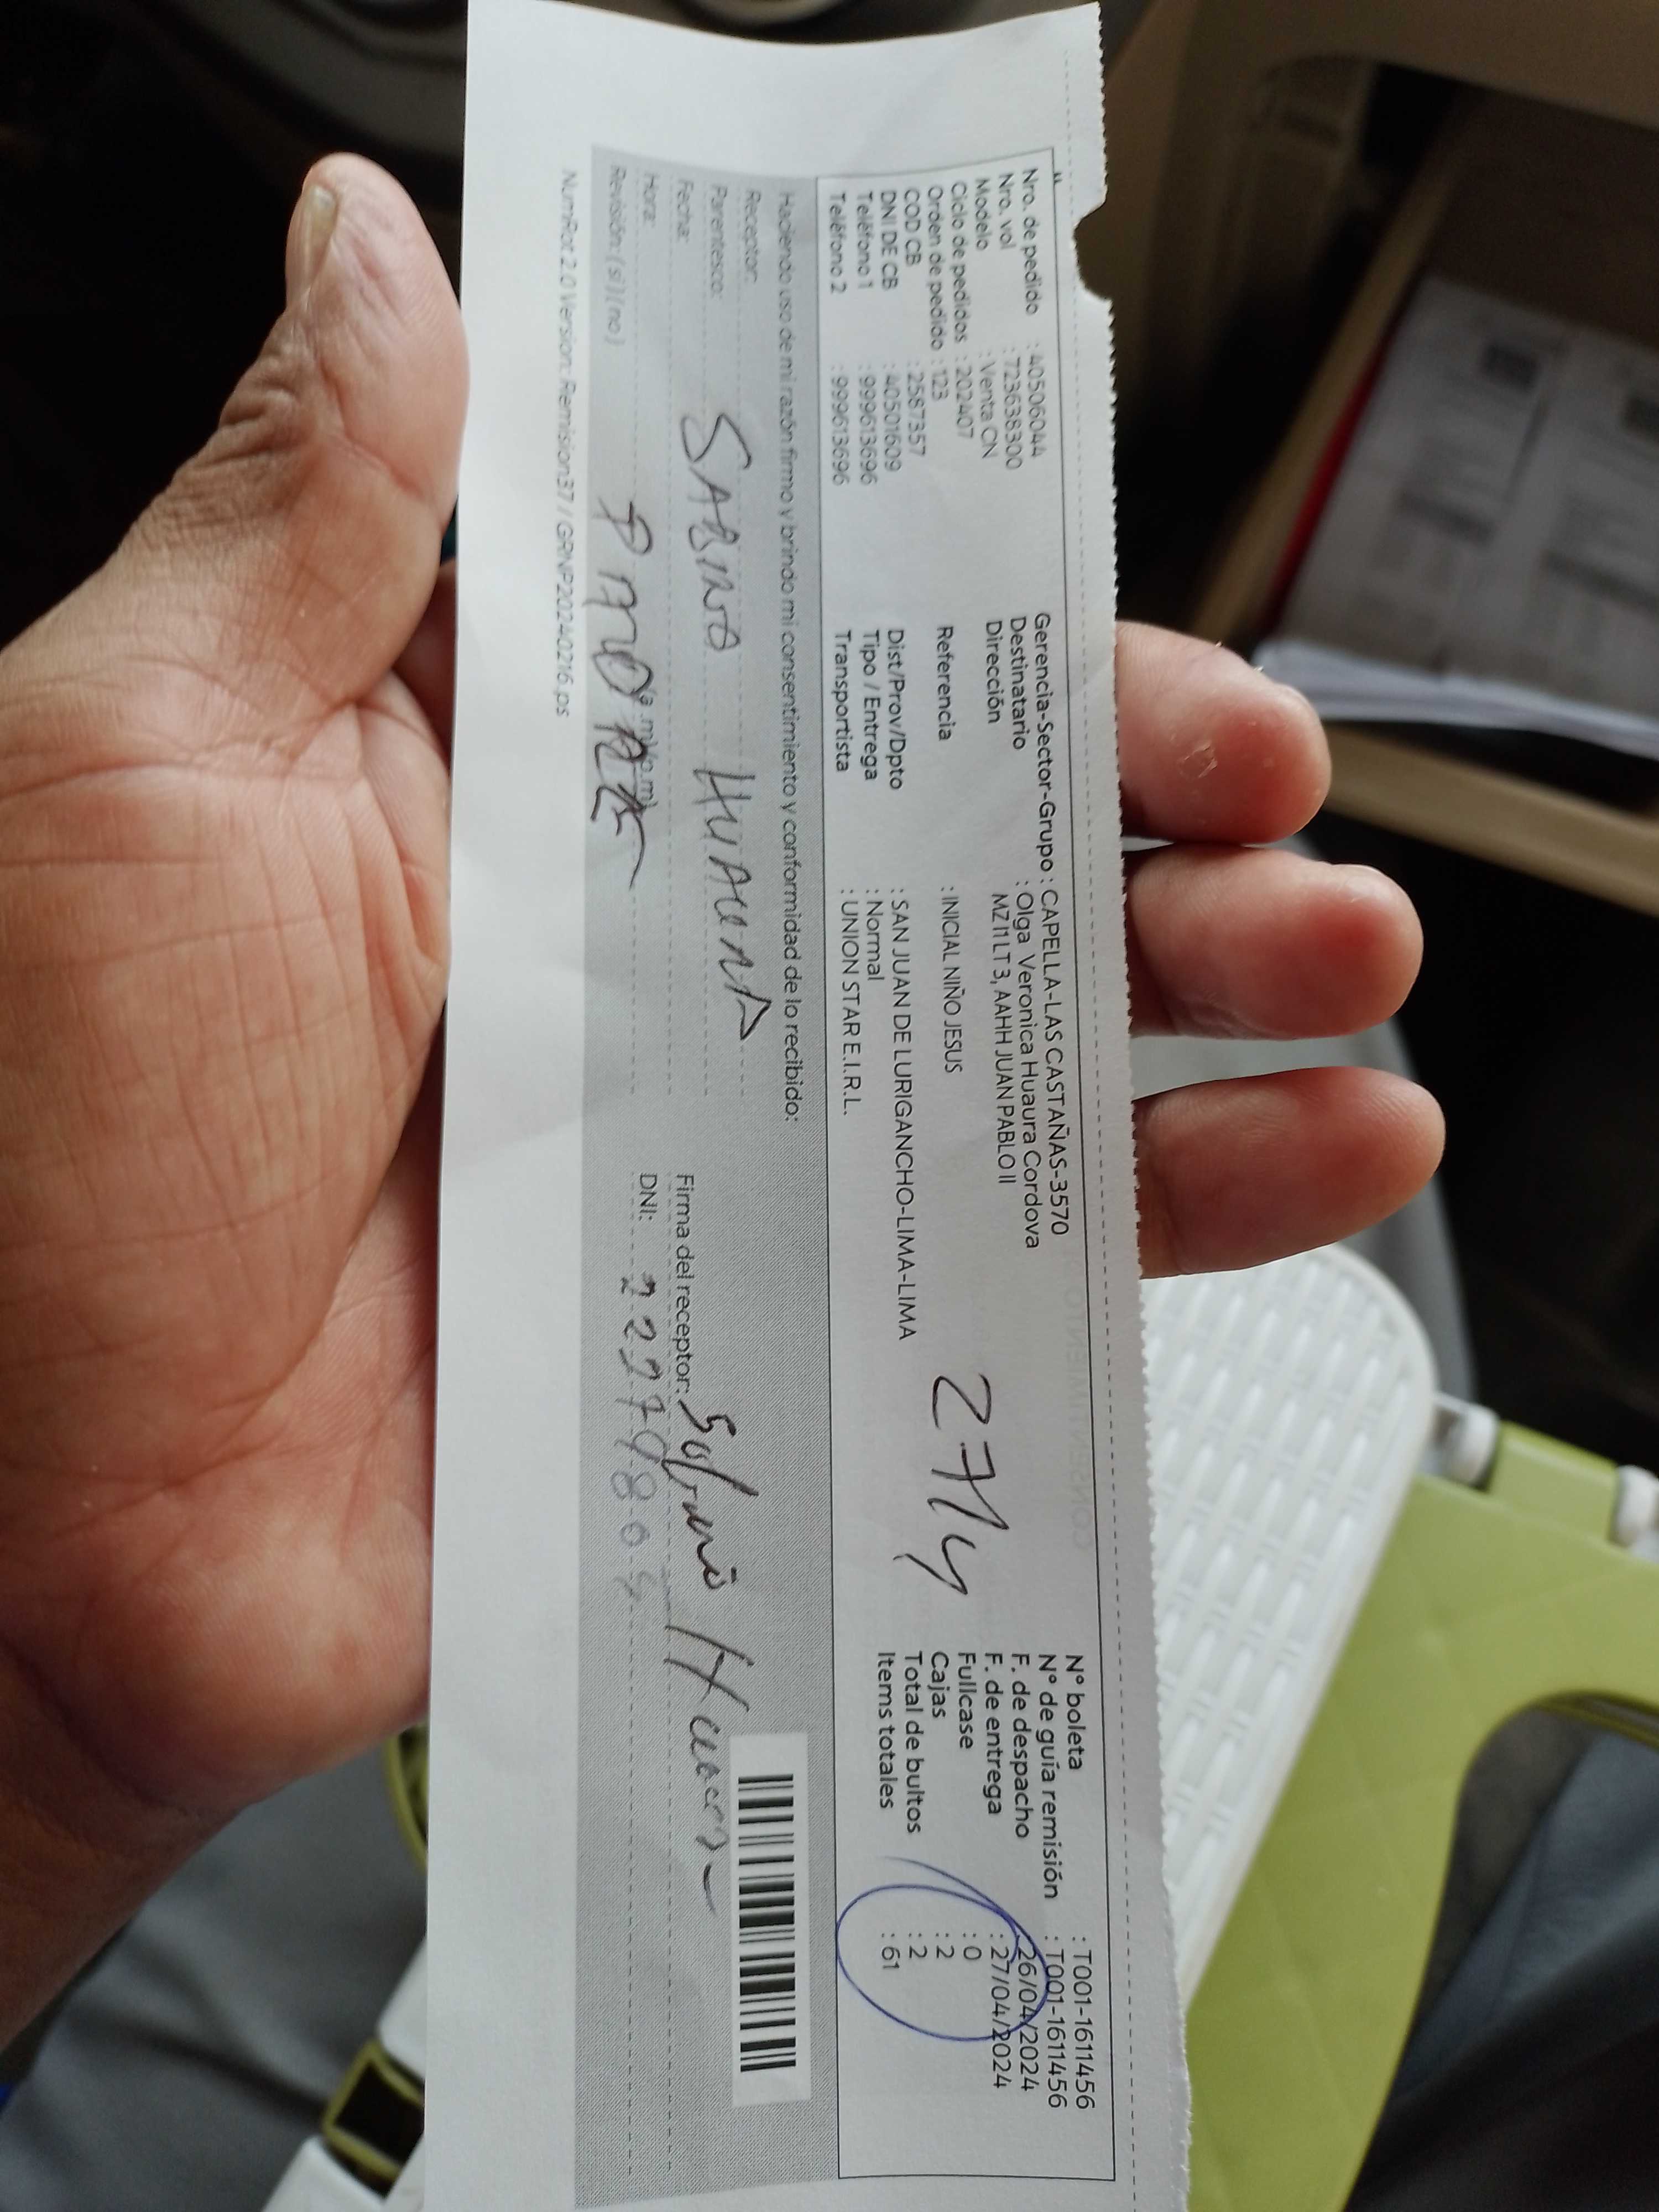 Nro. de pedido : 40506044
Nro. vol : 723638300
Modelo : Venta CN
Ciclo de pedidos : 202407
Orden de pedido : 123
COD CB : 2587357
DNI DE CB : 40501609
Teléfono 1 : 999613696
Teléfono 2 : 999613696
Gerencia-Sector-Grupo : CAPELLA-LAS CASTAÑAS-3570
Destinatario : Olga Veronica Huaura Cordova
Dirección MZ I1 LT 3, AAHH JUAN PABLO II
Referencia : INICIAL NIÑO JESUS
Dist/Prov/Dpto : SAN JUAN DE LURIGANCHO-LIMA-LIMA
Tipo / Entrega : Normal
Transportista : UNION STAR E.I.R.L.
2714
N° boleta : T001-1611456
N° de guía remisión : T001-1611456
F. de despacho : 26/04/2024
F. de entrega : 27/04/2024
Fullcase : 0
Cajas : 2
Total de bultos : 2
Items totales : 61
Haciendo uso de mi razón firmo y brindo mi consentimiento y conformidad de lo recibido:
Receptor:
SABINO HUAURA
Parentesco:
Fecha:
Hora: (a.m)(p.m)
Revisión: (si)(no)
Firma del receptor:
DNI:
NumRot 2.0 Version: Remision37 / GRNP20240216.ps